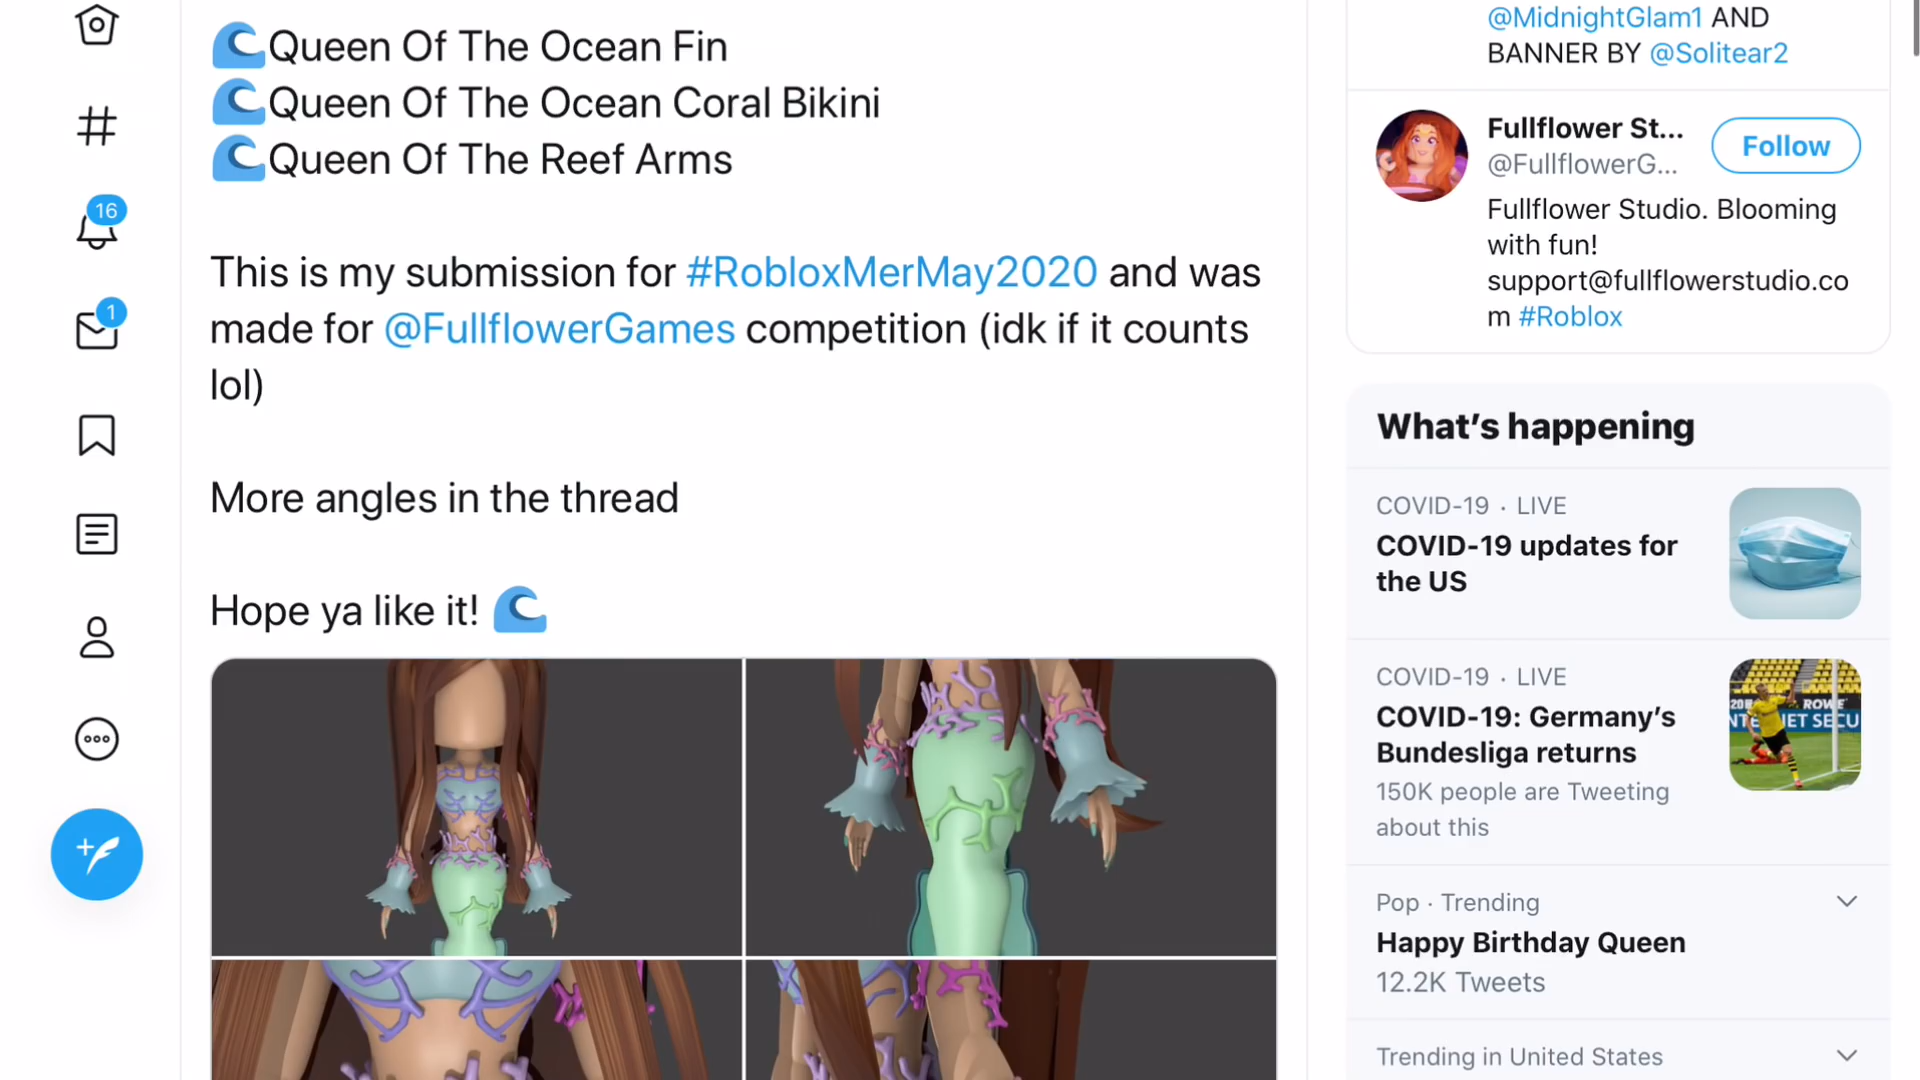 Queen Of The Ocean Fin
Queen Of The Ocean Coral Bikini
Queen Of The Reef Arms
This is my submission for #RobloxMerMay2020 and was
made for @FullflowerGames competition (idk if it counts
lol)
More angles in the thread
Hope ya like it!
16
1
@MidnightGlam1 AND
BANNER BY @Solitear2
Fullflower St...
@FullflowerG...
Follow
Fullflower Studio. Blooming
with fun!
support@fullflowerstudio.co
m #Roblox
What's happening
COVID-19 · LIVE
COVID-19 updates for
the US
COVID-19 · LIVE
COVID-19: Germany's
Bundesliga returns
150K people are Tweeting
about this
Pop · Trending
Happy Birthday Queen
12.2K Tweets
Trending in United States